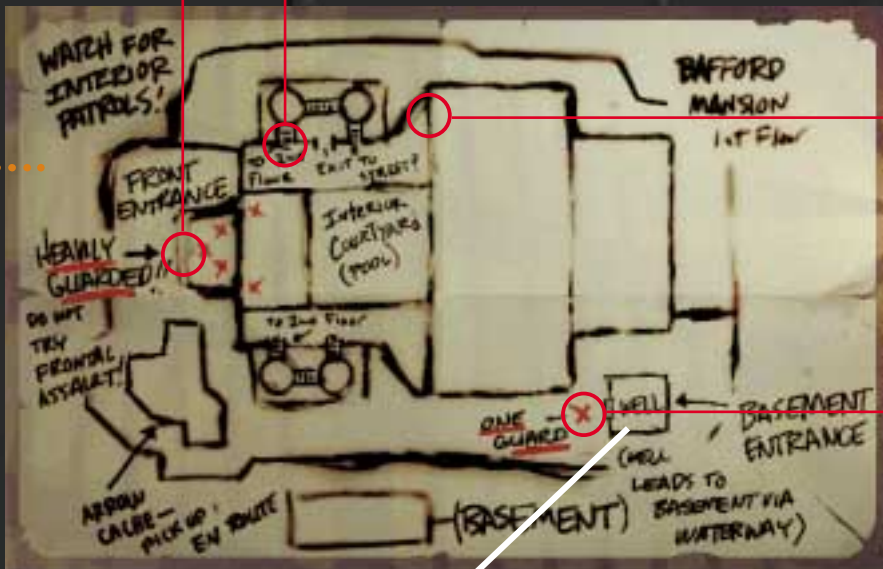 WATCH FOR
INTERIOR
PATROLS!
BAFFORD
MANSION
1st Floor
FRONT
ENTRANCE
TO 2nd
Floor
EXIT TO
STREET?
INTERIOR
COURTYARD
(POOL)
HEAVILY
GUARDED!!
DO NOT
TRY
FRONTAL
ASSAULT!
To 2nd Floor
ONE
GUARD
WELL
BASEMENT
ENTRANCE
(WELL
LEADS TO
BASEMENT VIA
WATERWAY)
ARROW
CACHE—
PICK UP
EN ROUTE
(BASEMENT)